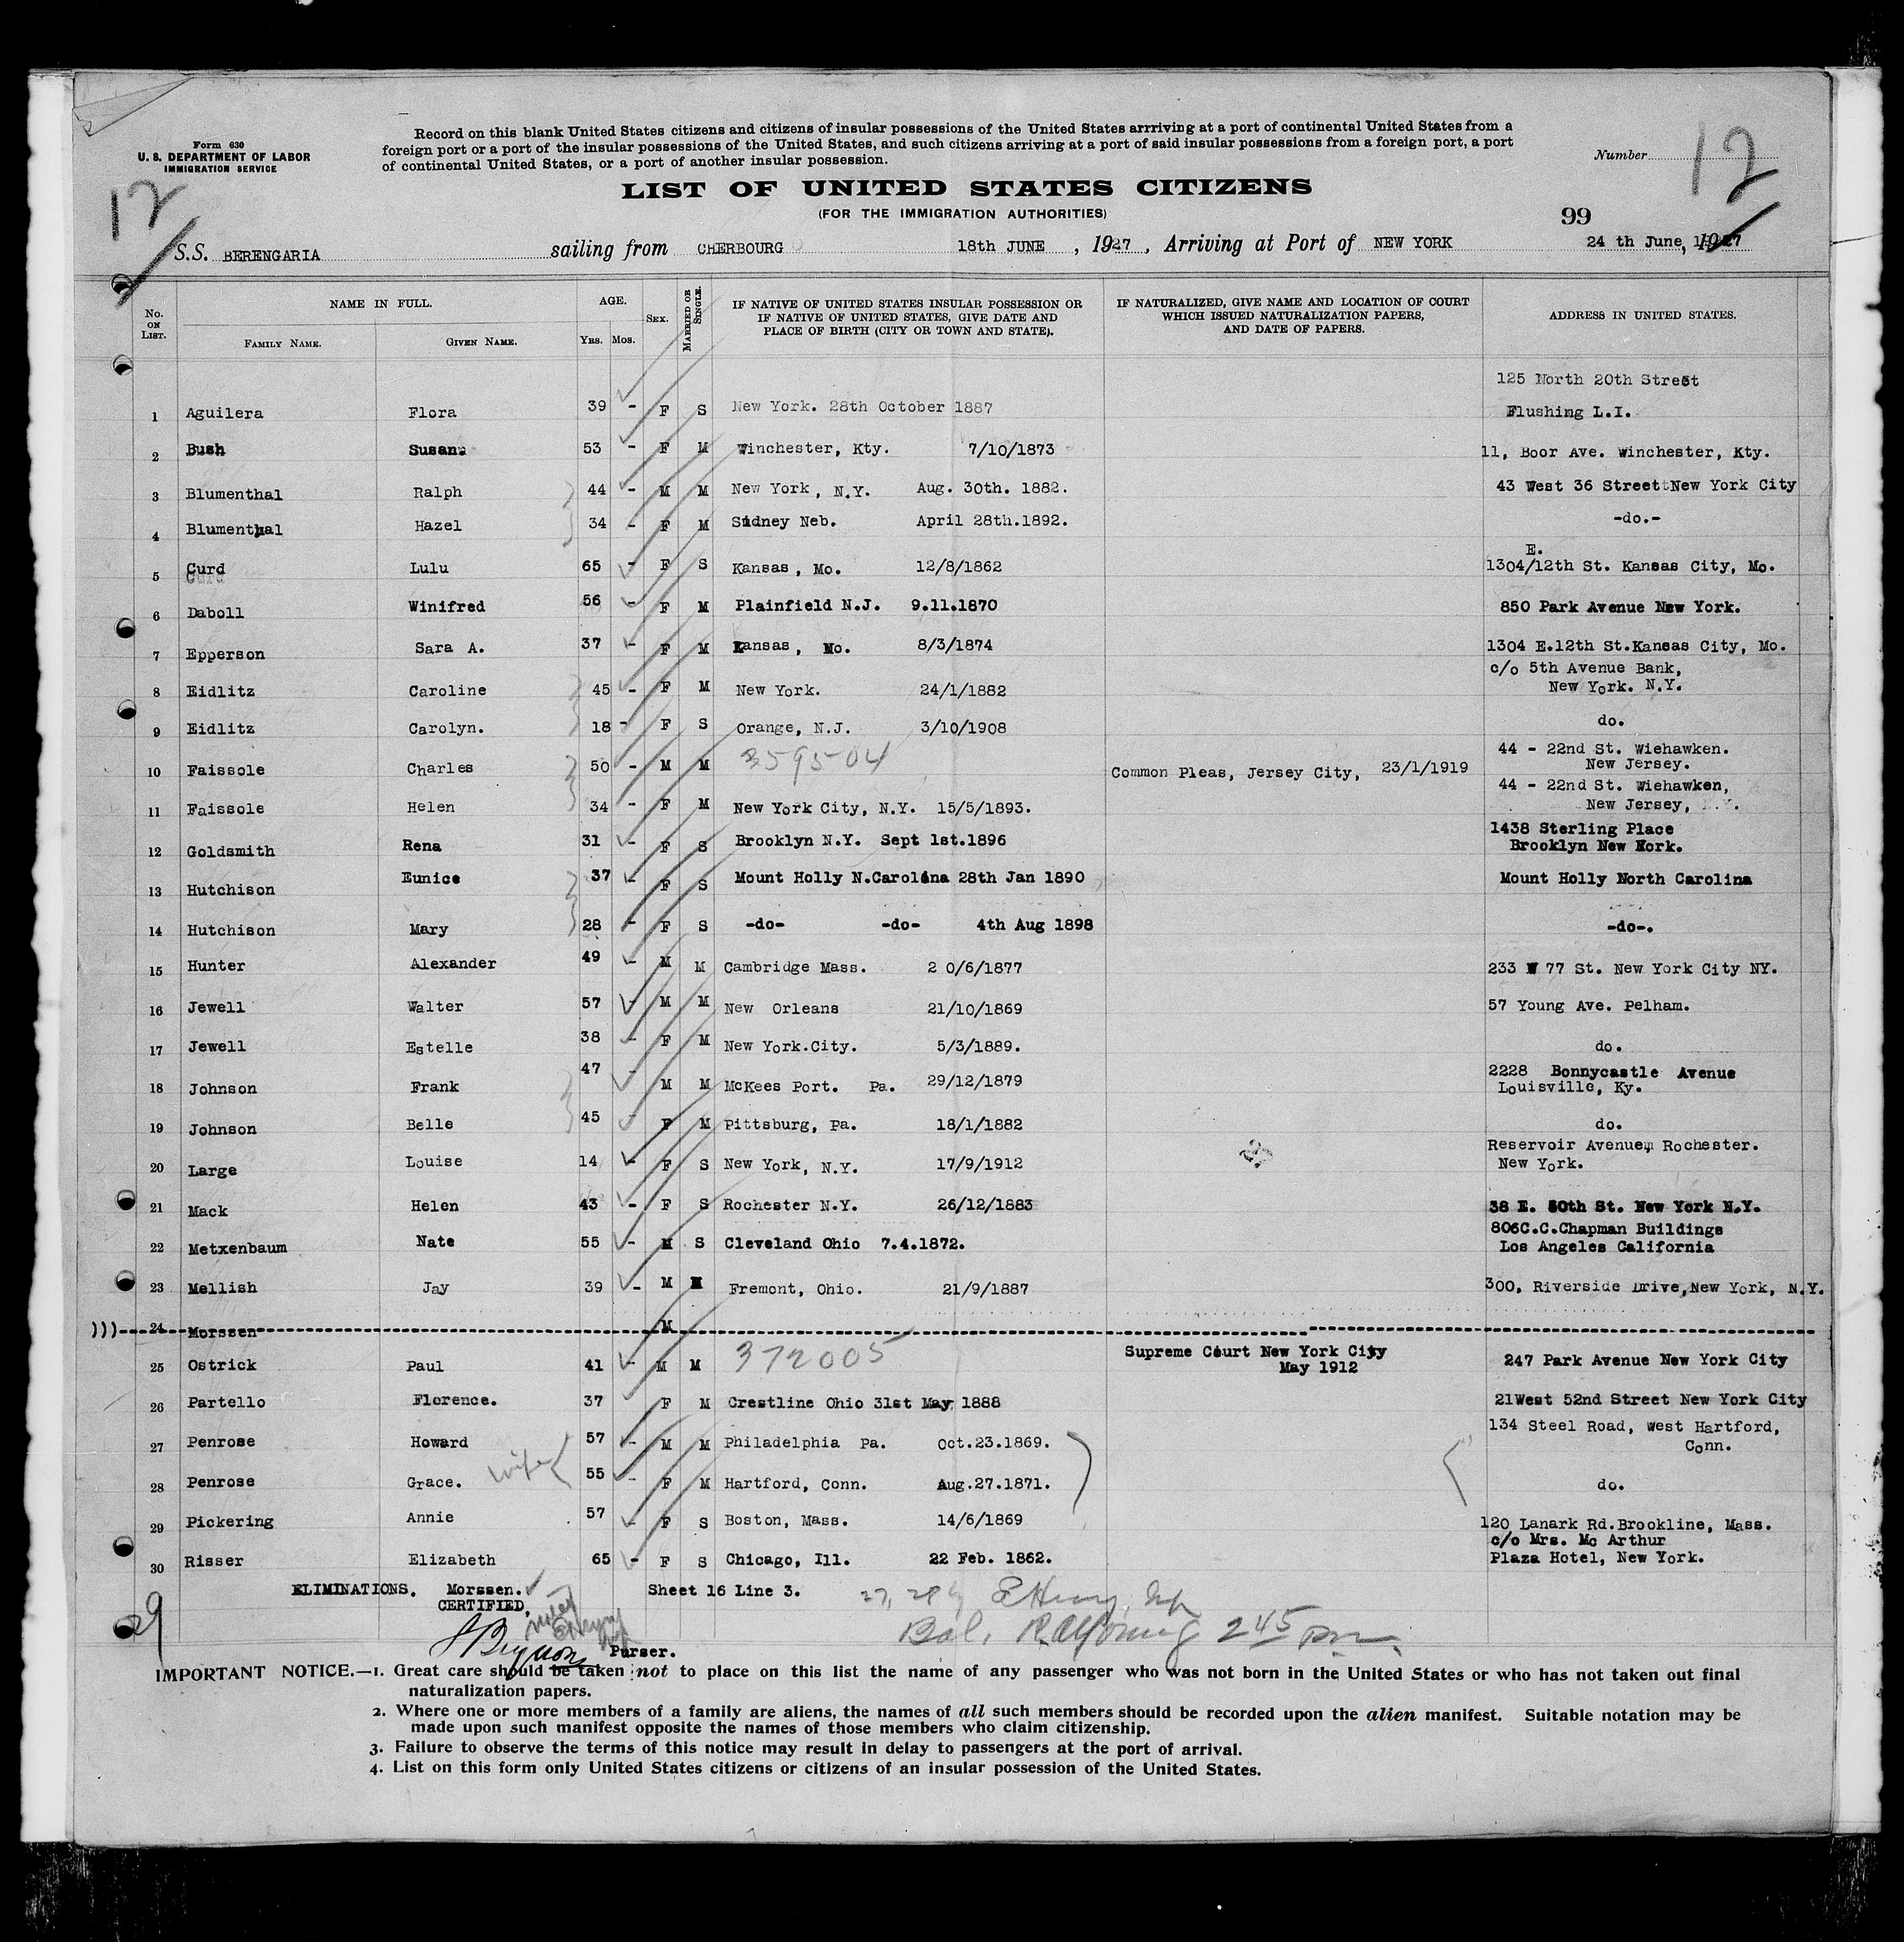 Form 630
U. S. DEPARTMENT OF LABOR
IMMIGRATION SERVICE
Record on this blank United States citizens and citizens of insular possessions of the United States arrriving at a port of continental United States from a
foreign port or a port of the insular possessions of the United States, and such citizens arriving at a port of said insular possessions from a foreign port, a port
of continental United States, or a port of another insular possession.
Number 12
12
LIST OF UNITED STATES CITIZENS
(FOR THE IMMIGRATION AUTHORITIES)
99
S.S. BERENGARIA sailing from CHERBOURG 18th JUNE, 1927, Arriving at Port of NEW YORK 24 th June, 1927
No. ON LIST.
NAME IN FULL.
FAMILY NAME.
GIVEN NAME.
AGE.
YRS. MOS.
SEX.
MARRIED OR SINGLE.
IF NATIVE OF UNITED STATES INSULAR POSSESSION OR
IF NATIVE OF UNITED STATES, GIVE DATE AND
PLACE OF BIRTH (CITY OR TOWN AND STATE).
IF NATURALIZED, GIVE NAME AND LOCATION OF COURT
WHICH ISSUED NATURALIZATION PAPERS,
AND DATE OF PAPERS.
ADDRESS IN UNITED STATES.
125 North 20th Street
1 Aguilera Flora 39 - F S New York. 28th October 1887 Flushing L.I.
2 Bush Susan 53 - F M Winchester, Kty. 7/10/1873 11, Boor Ave. Winchester, Kty.
3 Blumenthal Ralph 44 - M M New York, N.Y. Aug. 30th. 1882. 43 West 36 Street New York City
4 Blumenthal Hazel 34 - F M Sidney Neb. April 28th.1892. -do.-
E.
5 Curd Lulu 65 - F S Kansas, Mo. 12/8/1862 1304/12th St. Kansas City, Mo.
6 Daboll Winifred 56 - F M Plainfield N.J. 9.11.1870 850 Park Avenue New York.
7 Epperson Sara A. 37 - F M Kansas, Mo. 8/3/1874 1304 E.12th St.Kansas City, Mo.
c/o 5th Avenue Bank,
8 Eidlitz Caroline 45 - F M New York. 24/1/1882 New York. N.Y.
9 Eidlitz Carolyn. 18 - F S Orange, N.J. 3/10/1908 do.
44 - 22nd St. Wiehawken.
10 Faissole Charles 50 - M M 359504 Common Pleas, Jersey City, 23/1/1919 New Jersey.
44 - 22nd St. Wiehawken,
11 Faissole Helen 34 - F M New York City, N.Y. 15/5/1893. New Jersey,
1438 Sterling Place
12 Goldsmith Rena 31 - F S Brooklyn N.Y. Sept 1st.1896 Brooklyn New York.
13 Hutchison Eunice 37 - F S Mount Holly N.Carolina 28th Jan 1890 Mount Holly North Carolina
14 Hutchison Mary 28 - F S -do- -do- 4th Aug 1898 -do-.
15 Hunter Alexander 49 - M M Cambridge Mass. 2 0/6/1877 233 W 77 St. New York City NY.
16 Jewell Walter 57 - M M New Orleans 21/10/1869 57 Young Ave. Pelham.
17 Jewell Estelle 38 - F M New York.City. 5/3/1889. do.
2228 Bonnycastle Avenue
18 Johnson Frank 47 - M M McKees Port. Pa. 29/12/1879 Louisville, Ky.
19 Johnson Belle 45 - F M Pittsburg, Pa. 18/1/1882 do.
Reservoir Avenue, Rochester.
20 Large Louise 14 - F S New York, N.Y. 17/9/1912 New York.
21 Mack Helen 43 - F S Rochester N.Y. 26/12/1883 38 E. 50th St. New York N.Y.
806C.C.Chapman Buildings
22 Metxenbaum Nate 55 - M S Cleveland Ohio 7.4.1872. Los Angeles California
23 Mellish Jay 39 - M M Fremont, Ohio. 21/9/1887 300, Riverside Drive, New York, N.Y.
)))--24 Morssen M
25 Ostrick Paul 41 - M M 372005 Supreme Court New York City May 1912 247 Park Avenue New York City
26 Partello Florence. 37 F M Crestline Ohio 31st May 1888 21West 52nd Street New York City
134 Steel Road, West Hartford,
27 Penrose Howard 57 - M M Philadelphia Pa. Oct.23.1869. Conn.
28 Penrose Grace. wife 55 - F M Hartford, Conn. Aug.27.1871. do.
29 Pickering Annie 57 - F S Boston, Mass. 14/6/1869 120 Lanark Rd.Brookline, Mass.
c/o Mrs. Mc Arthur
30 Risser Elizabeth 65 - F S Chicago, Ill. 22 Feb. 1862. Plaza Hotel, New York.
ELIMINATIONS. Morssen. Sheet 16 Line 3.
CERTIFIED.
29
27, 28
Bal. 2 45 pm
Purser.
IMPORTANT NOTICE.—1. Great care should be taken not to place on this list the name of any passenger who was not born in the United States or who has not taken out final
naturalization papers.
2. Where one or more members of a family are aliens, the names of all such members should be recorded upon the alien manifest. Suitable notation may be
made upon such manifest opposite the names of those members who claim citizenship.
3. Failure to observe the terms of this notice may result in delay to passengers at the port of arrival.
4. List on this form only United States citizens or citizens of an insular possession of the United States.